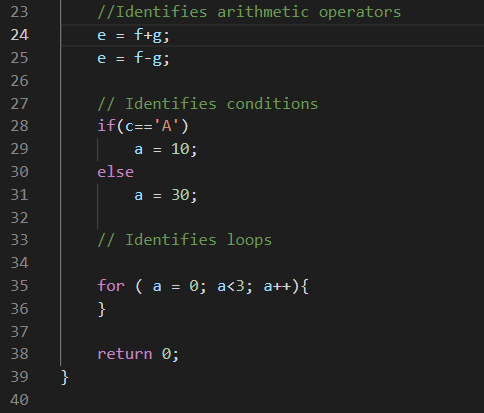 23 //Identifies arithmetic operators
24 e = f+g;
25 e = f-g;
26
27 // Identifies conditions
28 if(c=='A')
29 a = 10;
30 else
31 a = 30;
32
33 // Identifies loops
34
35 for ( a = 0; a<3; a++){
36 }
37
38 return 0;
39 }
40